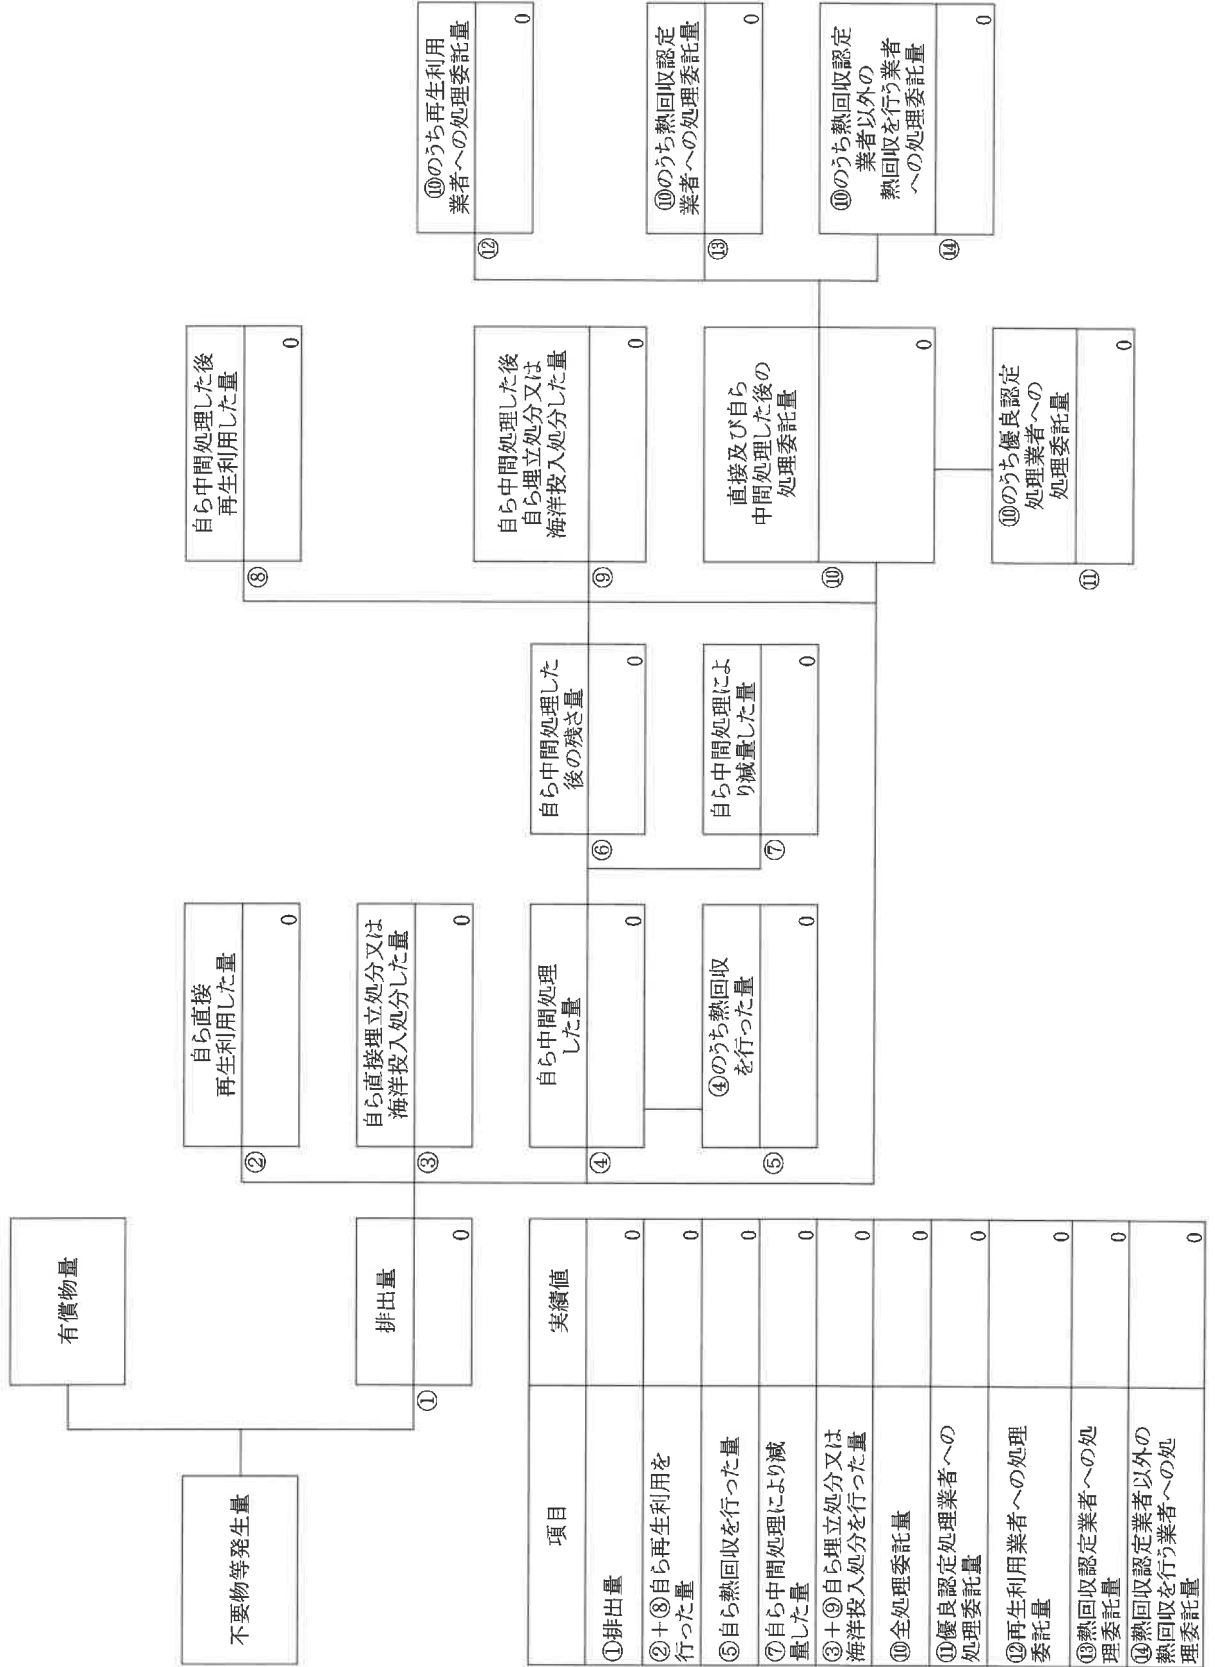 不要物等発生量
有償物量
排出量
①
0
自ら直接
再生利用した量
②
0
自ら直接埋立処分又は
海洋投入処分した量
③
0
自ら中間処理
した量
④
0
④のうち熱回収
を行った量
⑤
0
自ら中間処理した
後の残さ量
⑥
0
自ら中間処理によ
り減量した量
⑦
0
自ら中間処理した後
再生利用した量
⑧
0
自ら中間処理した後
自ら埋立処分又は
海洋投入処分した量
⑨
0
直接及び自ら
中間処理した後の
処理委託量
⑩
0
⑩のうち優良認定
処理業者への
処理委託量
⑪
0
⑩のうち再生利用
業者への処理委託量
⑫
0
⑩のうち熱回収認定
業者への処理委託量
⑬
0
⑩のうち熱回収認定
業者以外の
熱回収を行う業者
への処理委託量
⑭
0
項目 実績値
①排出量 0
②+⑧自ら再生利用を
行った量 0
⑤自ら熱回収を行った量 0
⑦自ら中間処理により減
量した量 0
③+⑨自ら埋立処分又は
海洋投入処分を行った量 0
⑩全処理委託量 0
⑪優良認定処理業者への
処理委託量 0
⑫再生利用業者への処理
委託量 0
⑬熱回収認定業者への処
理委託量 0
⑭熱回収認定業者以外の
熱回収を行う業者への処
理委託量 0